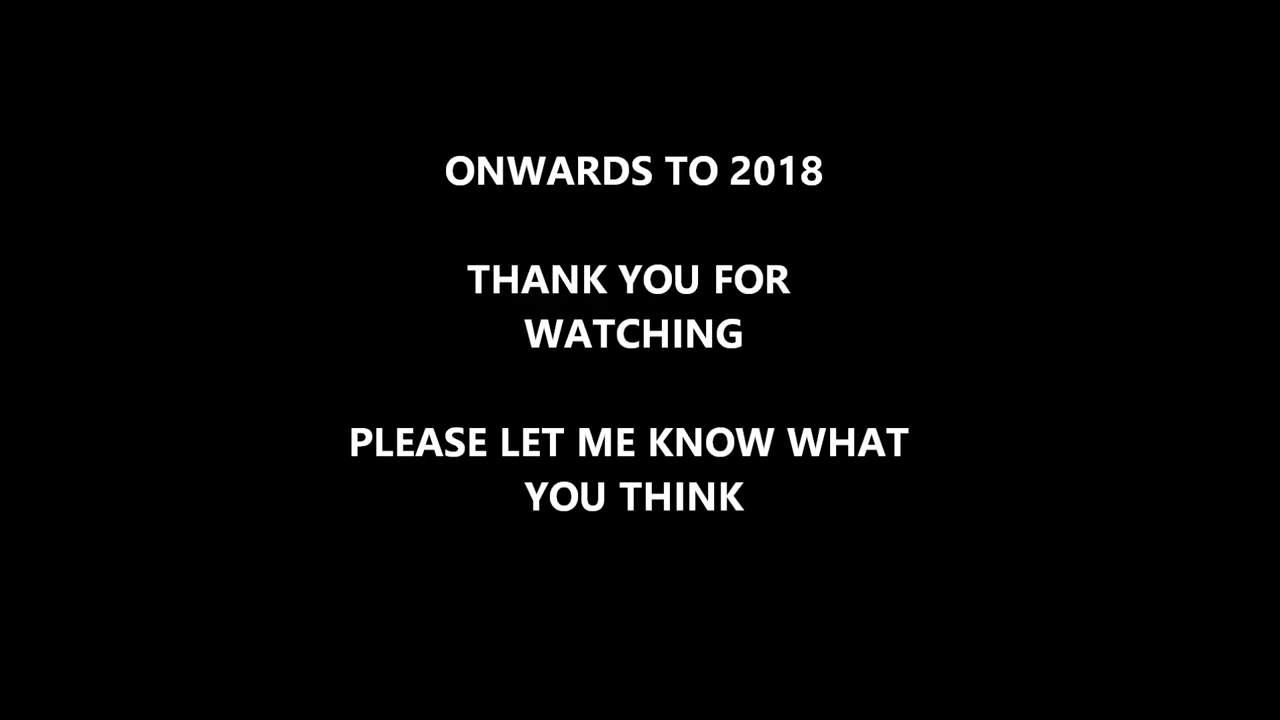 ONWARDS TO 2018
THANK YOU FOR
WATCHING
PLEASE LET ME KNOW WHAT
YOU THINK